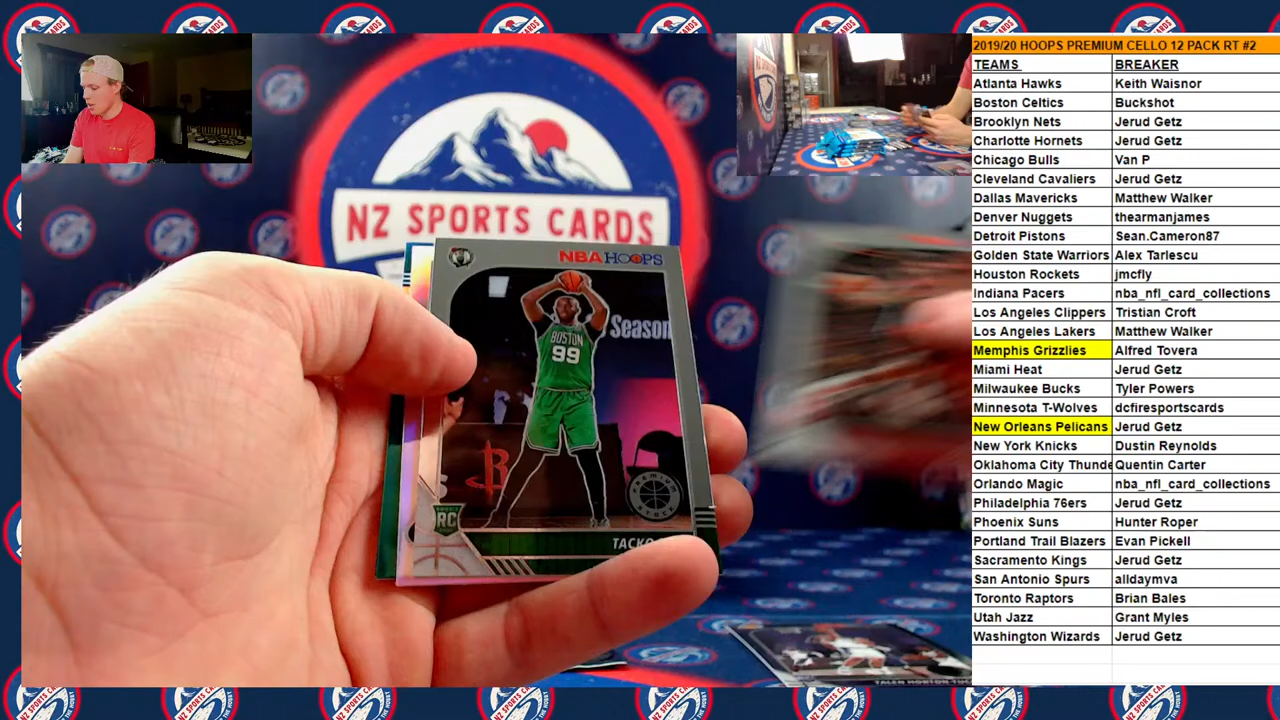 2019/20 HOOPS PREMIUM CELLO 12 PACK RT #2
TEAMS BREAKER
Atlanta Hawks Keith Waisnor
Boston Celtics Buckshot
Brooklyn Nets Jerud Getz
Charlotte Hornets Jerud Getz
Chicago Bulls Van P
Cleveland Cavaliers Jerud Getz
Dallas Mavericks Matthew Walker
Denver Nuggets thearmanjames
Detroit Pistons Sean.Cameron87
Golden State Warriors Alex Tarlescu
Houston Rockets jmcfly
Indiana Pacers nba_nfl_card_collections
Los Angeles Clippers Tristian Croft
Los Angeles Lakers Matthew Walker
Memphis Grizzlies Alfred Tovera
Miami Heat Jerud Getz
Milwaukee Bucks Tyler Powers
Minnesota T-Wolves dcfiresportscards
New Orleans Pelicans Jerud Getz
New York Knicks Dustin Reynolds
Oklahoma City Thunde Quentin Carter
Orlando Magic nba_nfl_card_collections
Philadelphia 76ers Jerud Getz
Phoenix Suns Hunter Roper
Portland Trail Blazers Evan Pickell
Sacramento Kings Jerud Getz
San Antonio Spurs alldaymva
Toronto Raptors Brian Bales
Utah Jazz Grant Myles
Washington Wizards Jerud Getz
NZ SPORTS CARDS
NBA HOOPS
Season
BOSTON
99
PREMIUM
STOCK
RC
TACKO
TALEN HORTON-TUC